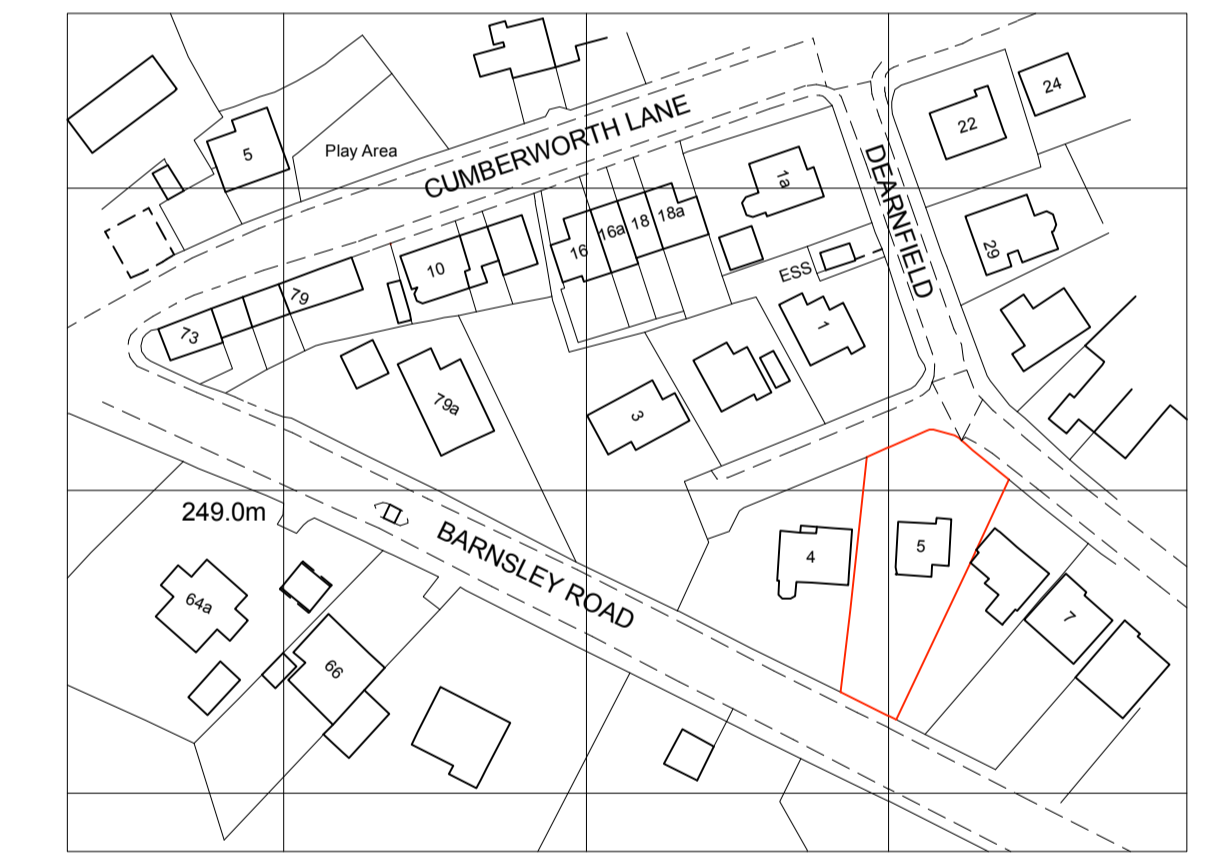 24
22
CUMBERWORTH LANE
5
Play Area
DEARNFIELD
1a
16
16a
18
18a
29
10
ESS
79
73
1
79a
3
249.0m
BARNSLEY ROAD
4
5
64a
66
7